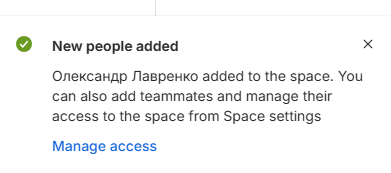 New people added
Олександр Лавренко added to the space. You
can also add teammates and manage their
access to the space from Space settings
Manage access